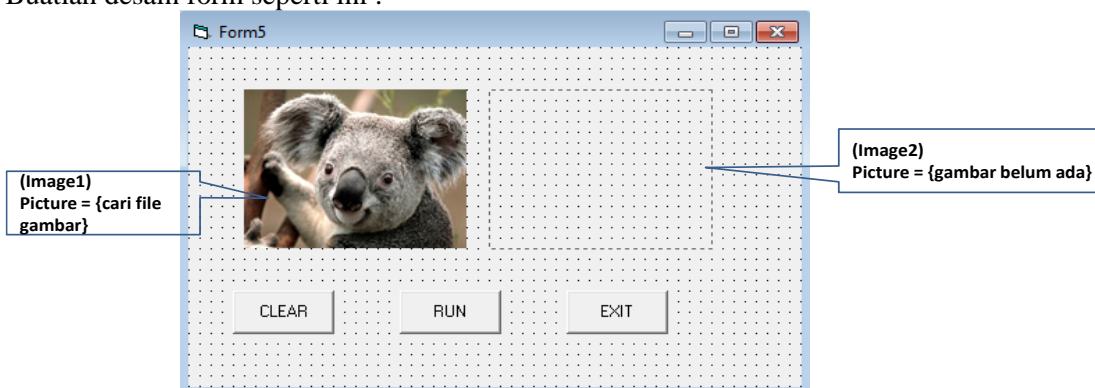 Buatlah desain form seperti ini :
Form5
(Image1)
Picture = {cari file
gambar}
(Image2)
Picture = {gambar belum ada}
CLEAR
RUN
EXIT